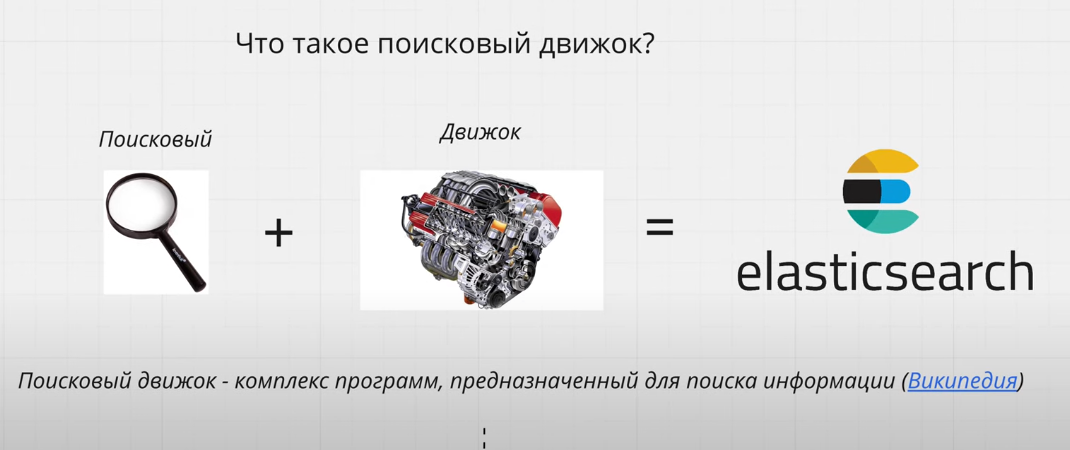 Что такое поисковый движок?
Поисковый
Движок
+
=
elasticsearch
Поисковый движок - комплекс программ, предназначенный для поиска информации (Википедия)